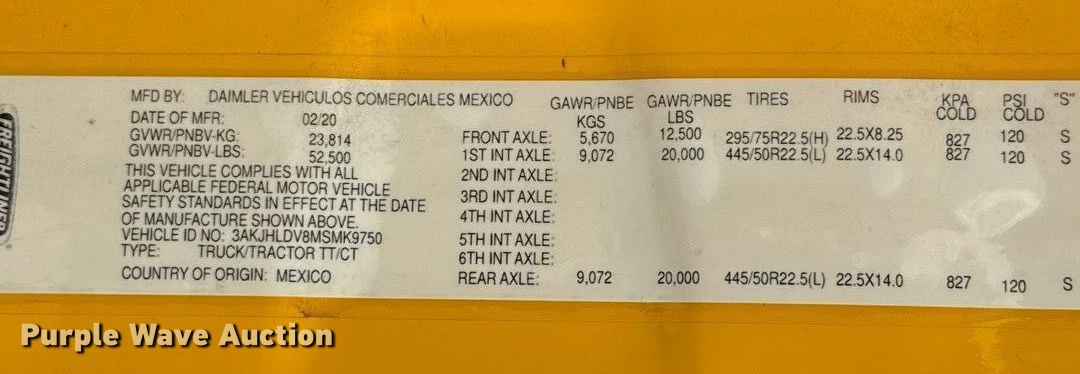 FREIGHTLINER
MFD BY: DAIMLER VEHICULOS COMERCIALES MEXICO
DATE OF MFR: 02/20
GVWR/PNBV-KG: 23,814
GVWR/PNBV-LBS: 52,500
THIS VEHICLE COMPLIES WITH ALL
APPLICABLE FEDERAL MOTOR VEHICLE
SAFETY STANDARDS IN EFFECT AT THE DATE
OF MANUFACTURE SHOWN ABOVE.
VEHICLE ID NO: 3AKJHLDV8MSMK9750
TYPE: TRUCK/TRACTOR TT/CT
COUNTRY OF ORIGIN: MEXICO
GAWR/PNBE GAWR/PNBE TIRES RIMS KPA PSI "S"
KGS LBS COLD COLD
FRONT AXLE: 5,670 12,500 295/75R22.5(H) 22.5X8.25 827 120 S
1ST INT AXLE: 9,072 20,000 445/50R22.5(L) 22.5X14.0 827 120 S
2ND INT AXLE:
3RD INT AXLE:
4TH INT AXLE:
5TH INT AXLE:
6TH INT AXLE:
REAR AXLE: 9,072 20,000 445/50R22.5(L) 22.5X14.0 827 120 S
Purple Wave Auction